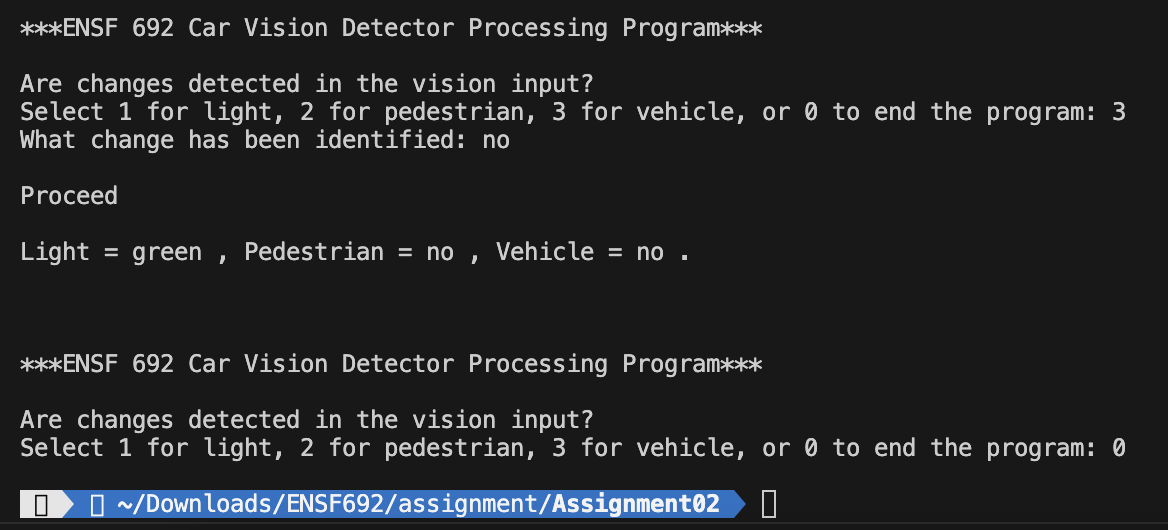 ***ENSF 692 Car Vision Detector Processing Program***
Are changes detected in the vision input?
Select 1 for light, 2 for pedestrian, 3 for vehicle, or 0 to end the program: 3
What change has been identified: no
Proceed
Light = green , Pedestrian = no , Vehicle = no .
***ENSF 692 Car Vision Detector Processing Program***
Are changes detected in the vision input?
Select 1 for light, 2 for pedestrian, 3 for vehicle, or 0 to end the program: 0
~/Downloads/ENSF692/assignment/Assignment02